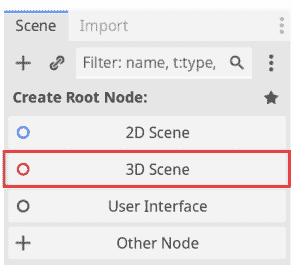 Scene Import
Filter: name, t:type,
Create Root Node:
2D Scene
3D Scene
User Interface
Other Node